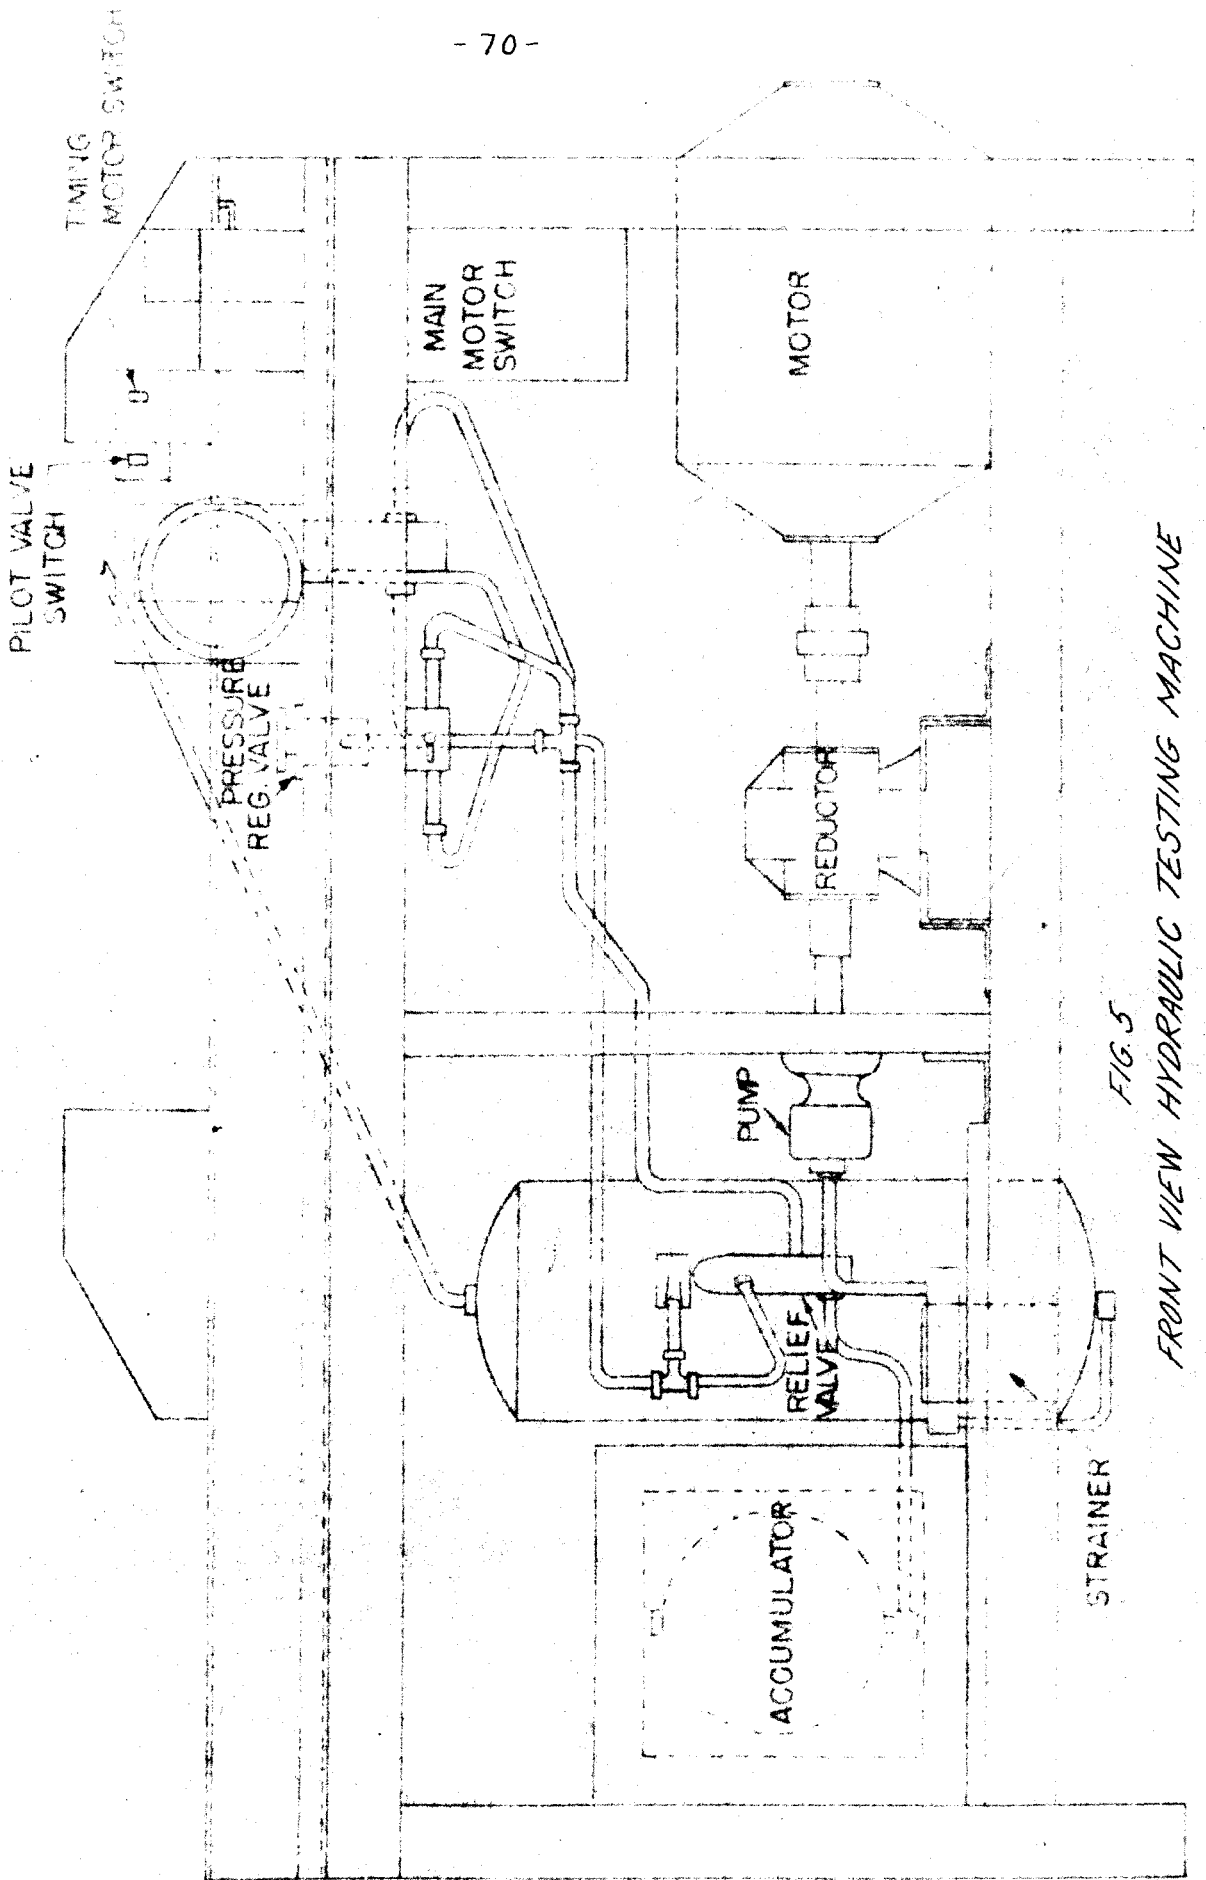 - 70 -
TIMING
MOTOR SWITCH
PILOT VALVE
SWITCH
PRESSURE
REG. VALVE
MAIN
MOTOR
SWITCH
MOTOR
REDUCTOR
PUMP
RELIEF
VALVE
ACCUMULATOR
STRAINER
FIG. 5
FRONT VIEW HYDRAULIC TESTING MACHINE